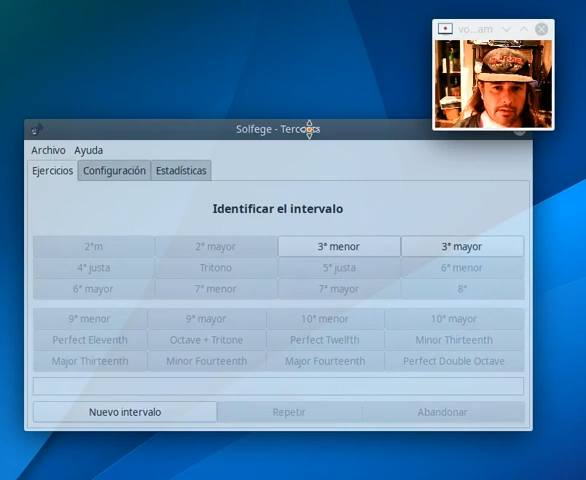 vo...am
Solfege - Terceras
Archivo Ayuda
Ejercicios Configuración Estadísticas
Identificar el intervalo
2ªm 2ª mayor 3ª menor 3ª mayor
4ª justa Tritono 5ª justa 6ª menor
6ª mayor 7ª menor 7ª mayor 8ª
9ª menor 9ª mayor 10ª menor 10ª mayor
Perfect Eleventh Octave + Tritone Perfect Twelfth Minor Thirteenth
Major Thirteenth Minor Fourteenth Major Fourteenth Perfect Double Octave
Nuevo intervalo Repetir Abandonar